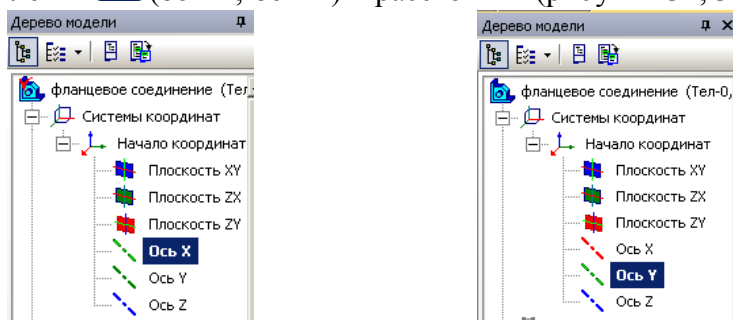 Дерево модели
фланцевое соединение (Тел-
Системы координат
Начало координат
Плоскость XY
Плоскость ZX
Плоскость ZY
Ось X
Ось Y
Ось Z
Дерево модели
фланцевое соединение (Тел-0,
Системы координат
Начало координат
Плоскость XY
Плоскость ZX
Плоскость ZY
Ось X
Ось Y
Ось Z